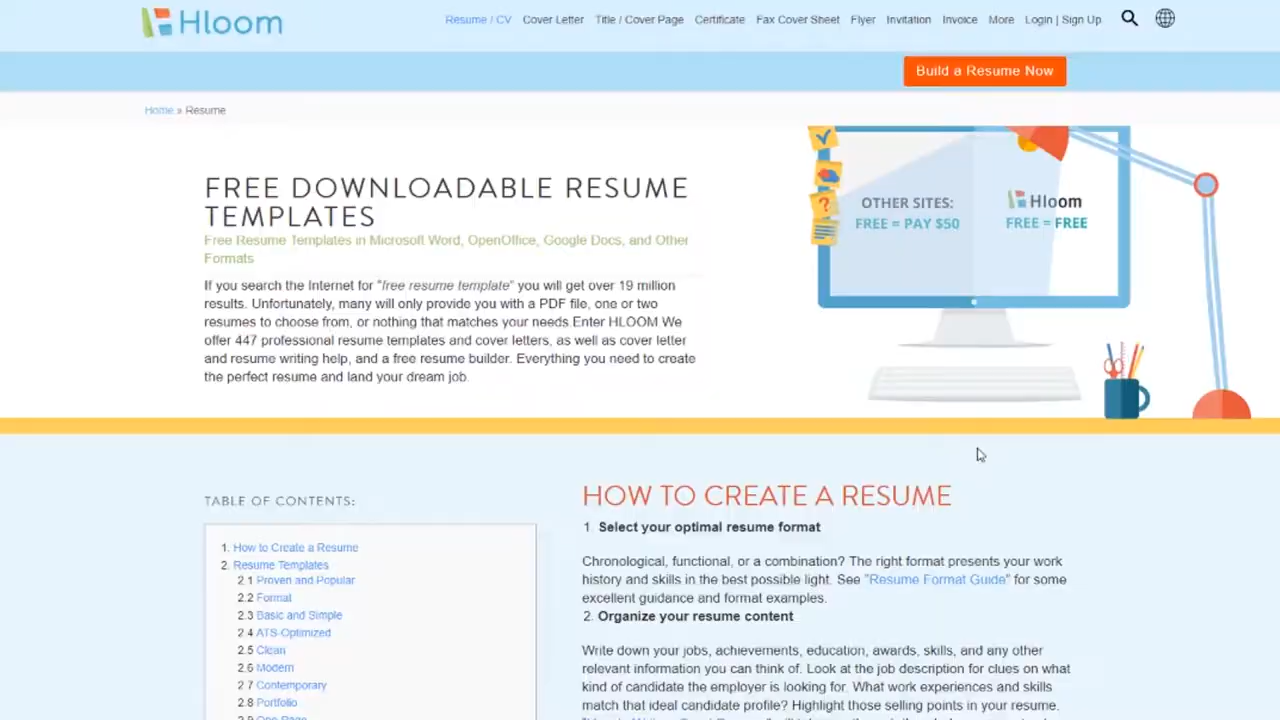 Hloom
Resume / CV Cover Letter Title / Cover Page Certificate Fax Cover Sheet Flyer Invitation Invoice More Login | Sign Up
Build a Resume Now
Home » Resume
FREE DOWNLOADABLE RESUME
TEMPLATES
Free Resume Templates in Microsoft Word, OpenOffice, Google Docs, and Other
Formats
If you search the Internet for "free resume template" you will get over 19 million
results. Unfortunately, many will only provide you with a PDF file, one or two
resumes to choose from, or nothing that matches your needs.Enter HLOOM We
offer 447 professional resume templates and cover letters, as well as cover letter
and resume writing help, and a free resume builder. Everything you need to create
the perfect resume and land your dream job.
OTHER SITES:
FREE = PAY $50
Hloom
FREE = FREE
TABLE OF CONTENTS:
1. How to Create a Resume
2. Resume Templates
2.1 Proven and Popular
2.2 Format
2.3 Basic and Simple
2.4 ATS-Optimized
2.5 Clean
2.6 Modern
2.7 Contemporary
2.8 Portfolio
2.9 One Page
HOW TO CREATE A RESUME
1. Select your optimal resume format
Chronological, functional, or a combination? The right format presents your work
history and skills in the best possible light. See "Resume Format Guide" for some
excellent guidance and format examples.
2. Organize your resume content
Write down your jobs, achievements, education, awards, skills, and any other
relevant information you can think of. Look at the job description for clues on what
kind of candidate the employer is looking for. What work experiences and skills
match that ideal candidate profile? Highlight those selling points in your resume.